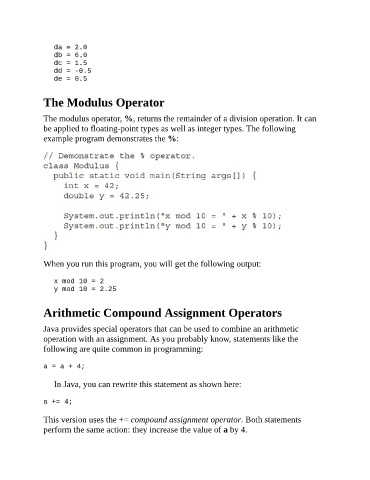 da = 2.0
db = 6.0
dc = 1.5
dd = -0.5
de = 0.5
The Modulus Operator
The modulus operator, %, returns the remainder of a division operation. It can
be applied to floating-point types as well as integer types. The following
example program demonstrates the %:
// Demonstrate the % operator.
class Modulus {
  public static void main(String args[]) {
    int x = 42;
    double y = 42.25;
    System.out.println("x mod 10 = " + x % 10);
    System.out.println("y mod 10 = " + y % 10);
  }
}
When you run this program, you will get the following output:
x mod 10 = 2
y mod 10 = 2.25
Arithmetic Compound Assignment Operators
Java provides special operators that can be used to combine an arithmetic
operation with an assignment. As you probably know, statements like the
following are quite common in programming:
a = a + 4;
In Java, you can rewrite this statement as shown here:
a += 4;
This version uses the += compound assignment operator. Both statements
perform the same action: they increase the value of a by 4.